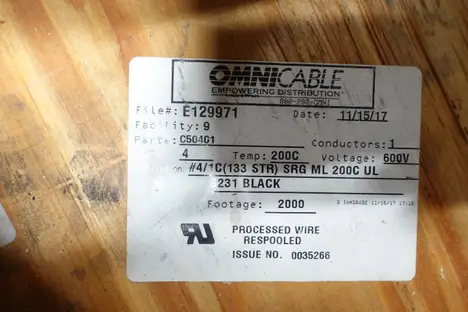 OMNICABLE
EMPOWERING DISTRIBUTION
File#: E129971 Date: 11/15/17
Facility: 9
Part#: C50401 Conductors: 1
4 Temp: 200C Voltage: 600V
#4/1C(133 STR) SRG ML 200C UL
231 BLACK
Footage: 2000
PROCESSED WIRE
RESPOOLED
ISSUE NO. 0035266